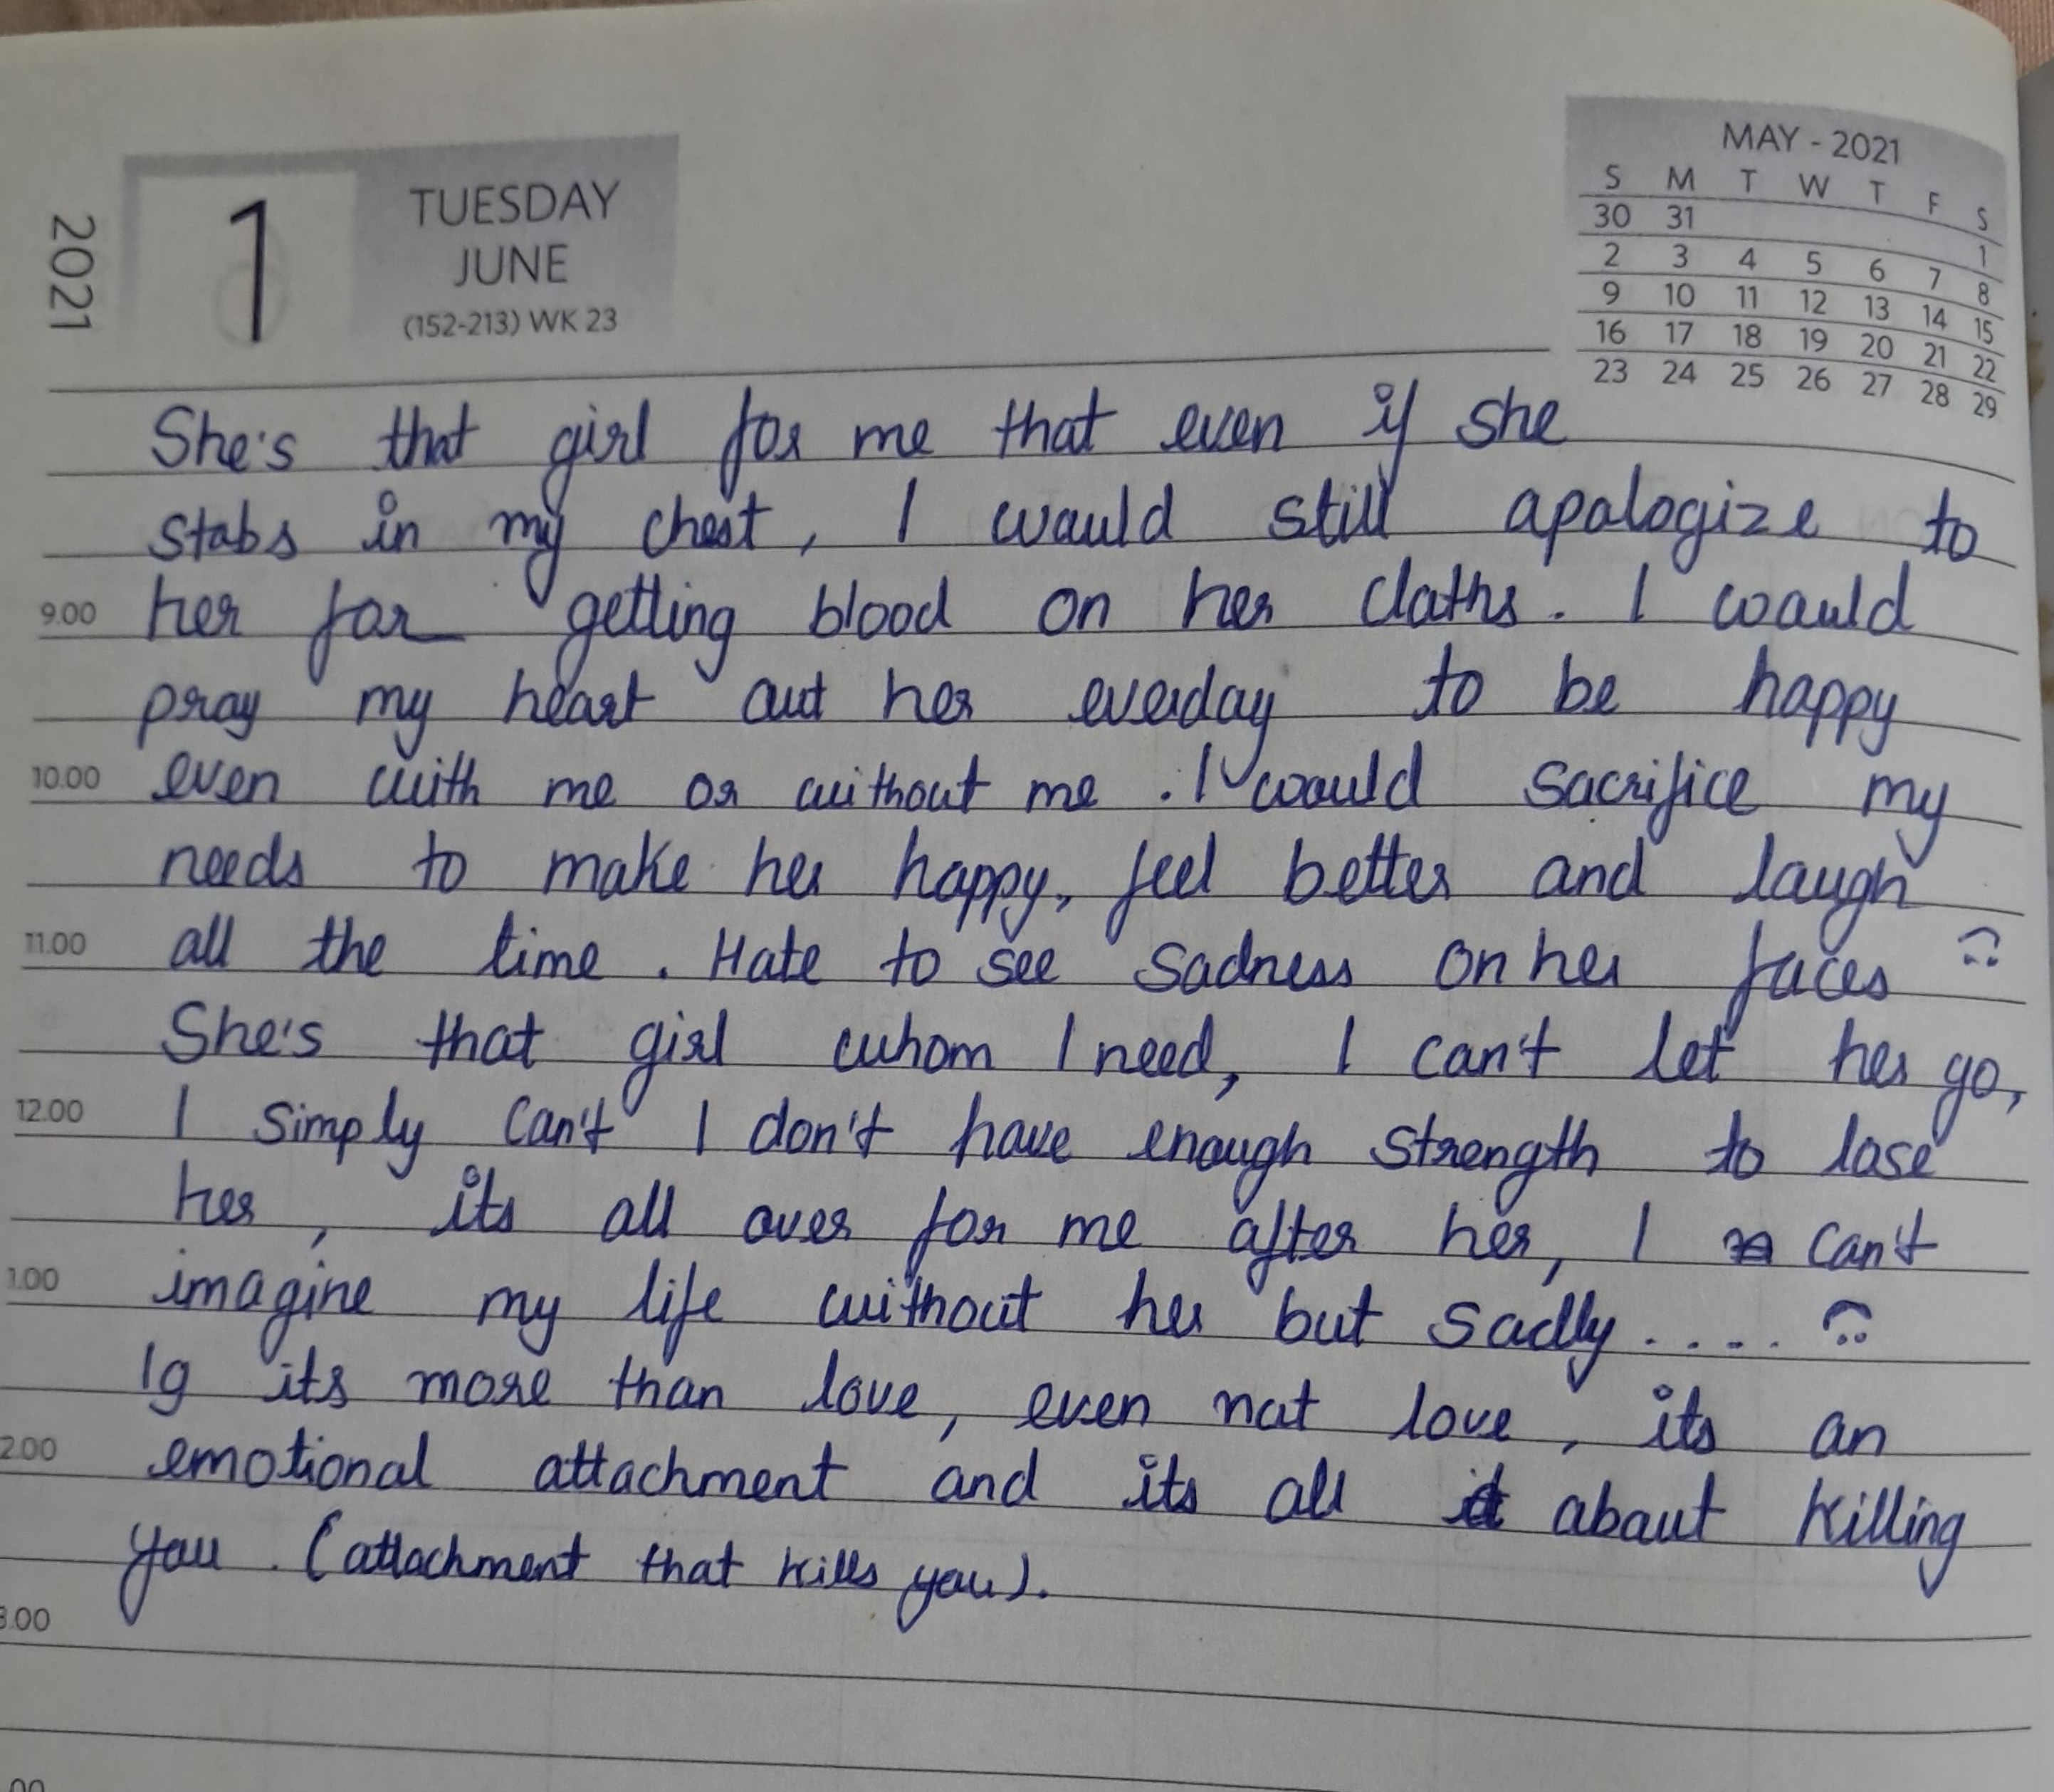 2021
1
TUESDAY
JUNE
(152-213) WK 23
MAY - 2021
S M T W T F S
30 31 1
2 3 4 5 6 7 8
9 10 11 12 13 14 15
16 17 18 19 20 21 22
23 24 25 26 27 28 29
She's that girl for me that even if she
stabs in my chest, I would still apologize to
9.00 her for getting blood on her cloths. I would
pray my heart out her everday to be happy
10.00 even with me or without me. I would sacrifice my
needs to make her happy, feel better and laugh
11.00 all the time. Hate to see sadness on her faces :(
She's that girl whom I need, I can't let her go,
12.00 I simply can't I don't have enough strength to lose
her, its all over for me after her, I can't
1.00 imagine my life without her but sadly..... :(
Ig its more than love, even not love, its an
2.00 emotional attachment and its all about killing
you. (attachment that kills you).
3.00
.00